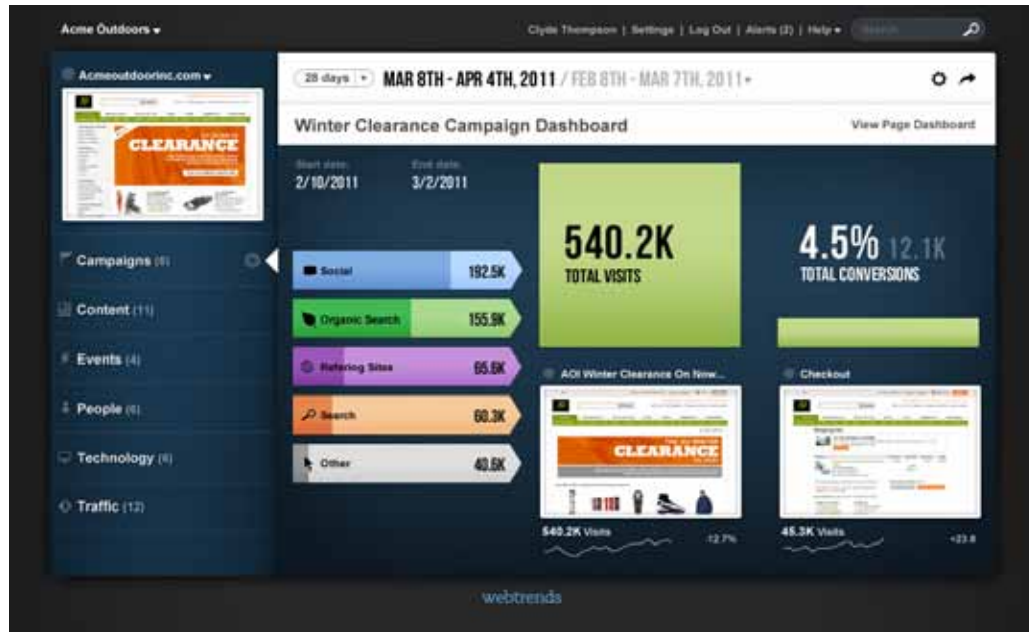 Acme Outdoors
Clyde Thompson | Settings | Log Out | Alerts (2) | Help
Search
Acmeoutdoorinc.com
28 days
MAR 8TH - APR 4TH, 2011 / FEB 8TH - MAR 7TH, 2011
Winter Clearance Campaign Dashboard
View Page Dashboard
CLEARANCE
Start date:
2/10/2011
End date:
3/2/2011
540.2K
TOTAL VISITS
4.5% 12.1K
TOTAL CONVERSIONS
Campaigns (6)
Content (11)
Events (4)
People (6)
Technology (6)
Traffic (12)
Social 192.5K
Organic Search 155.9K
Refering Sites 65.6K
Search 60.3K
Other 40.6K
AOI Winter Clearance On Now...
CLEARANCE
540.2K Visits
-12.7%
Checkout
45.3K Visits
+23.8
webtrends